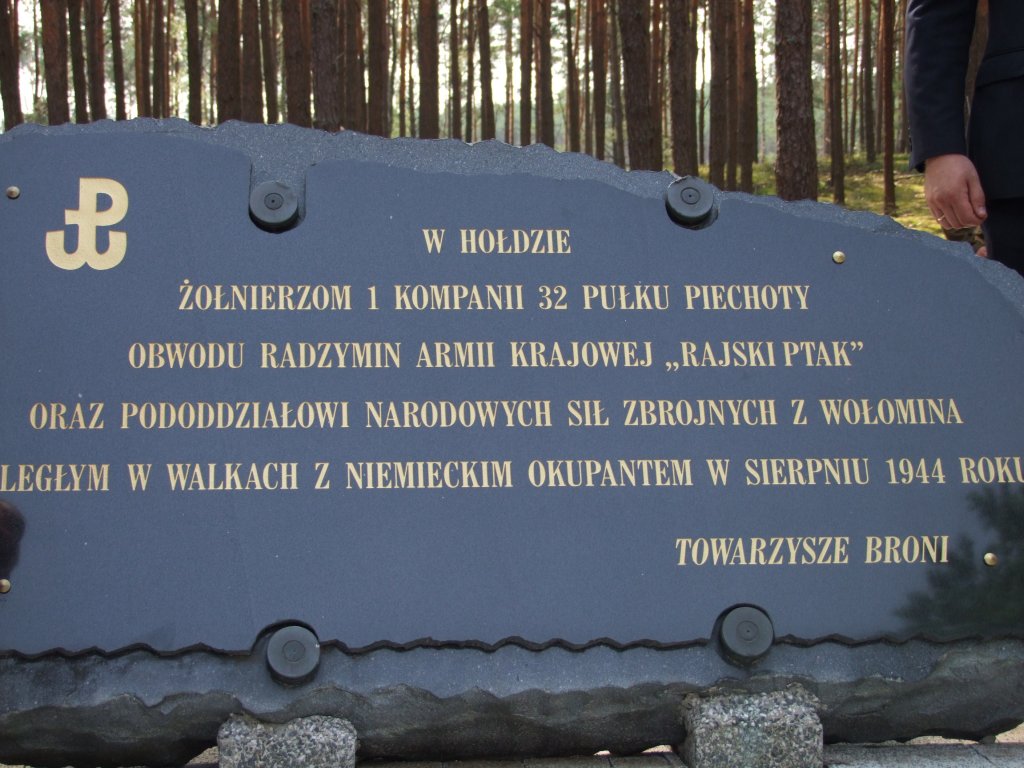 W HOŁDZIE
ŻOŁNIERZOM 1 KOMPANII 32 PUŁKU PIECHOTY
OBWODU RADZYMIN ARMII KRAJOWEJ „RAJSKI PTAK”
ORAZ PODODDZIAŁOWI NARODOWYCH SIŁ ZBROJNYCH Z WOŁOMINA
LEGŁYM W WALKACH Z NIEMIECKIM OKUPANTEM W SIERPNIU 1944 ROKU
TOWARZYSZE BRONI